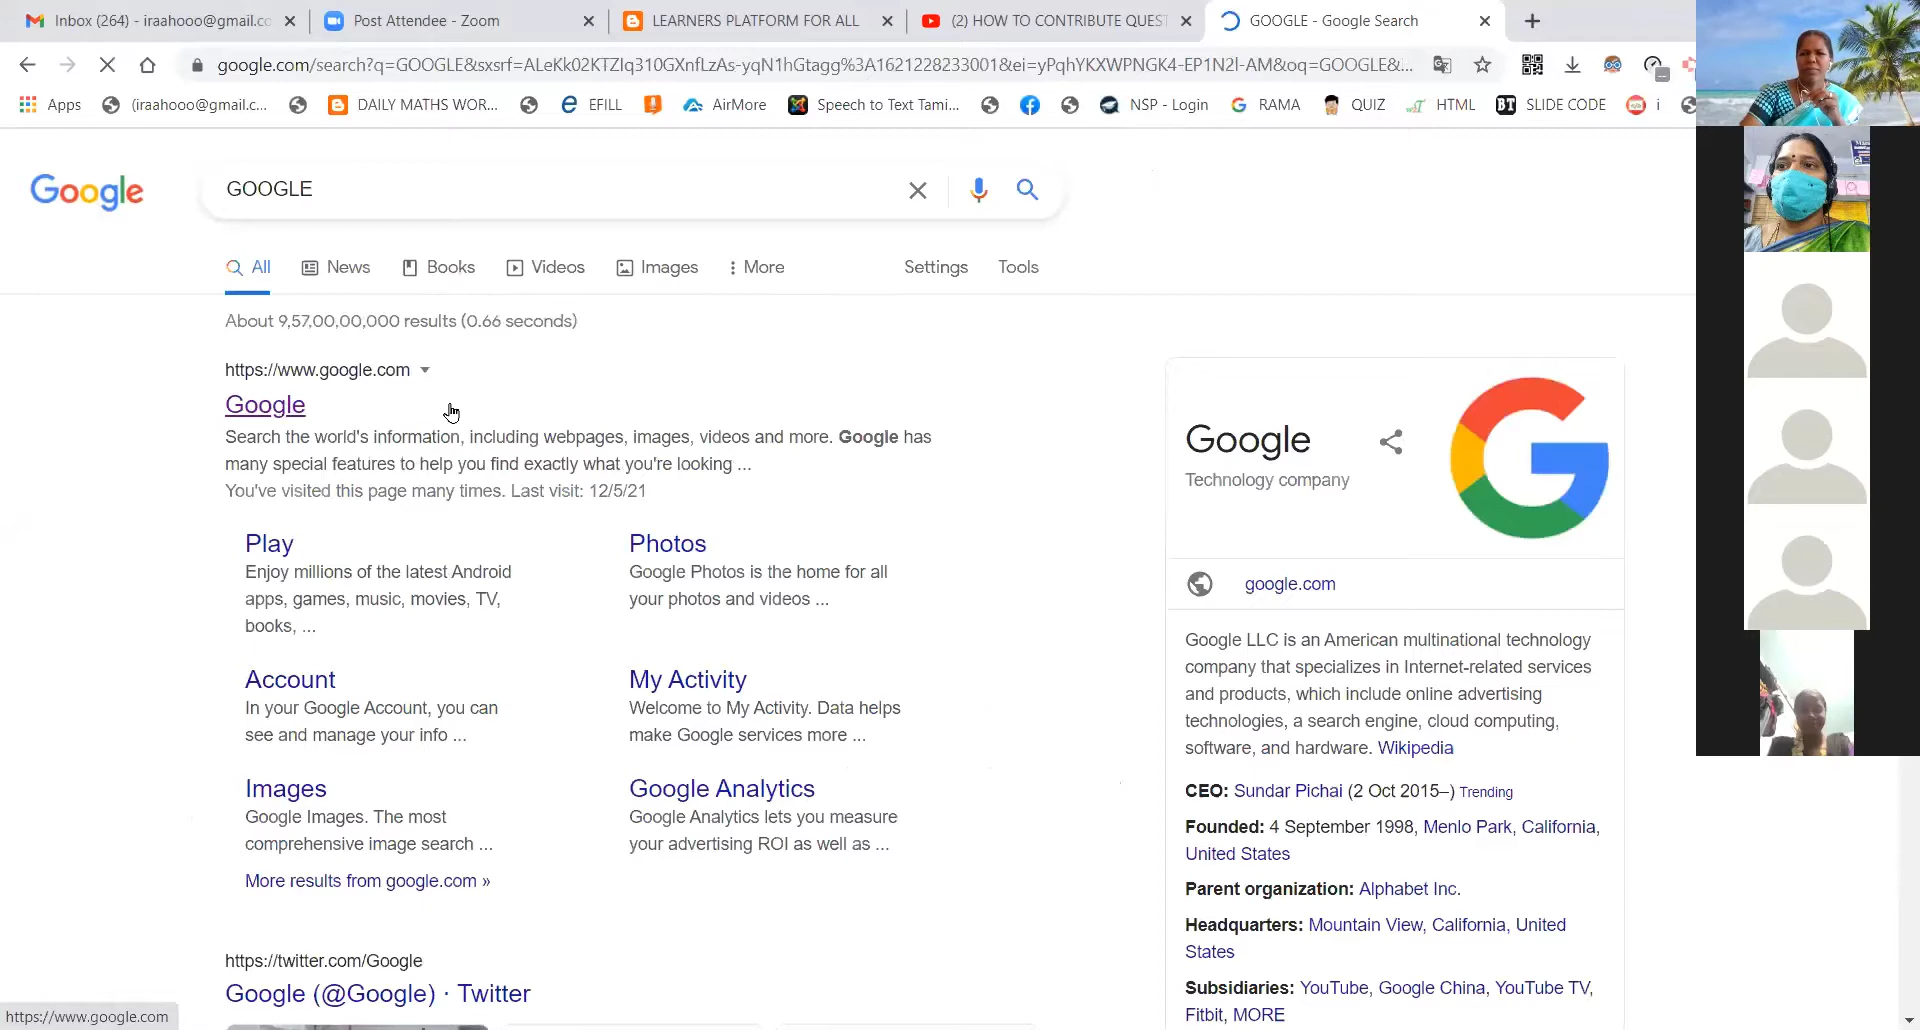 Inbox (264) - iraahooo@gmail.co
Post Attendee - Zoom
LEARNERS PLATFORM FOR ALL
(2) HOW TO CONTRIBUTE QUEST
GOOGLE - Google Search
google.com/search?q=GOOGLE&sxsrf=ALeKk02KTZIq310GXnfLzAs-yqN1hGtagg%3A1621228233001&ei=yPqhYKXWPNGK4-EP1N2I-AM&oq=GOOGLE&i...
Apps
(iraahooo@gmail.c...
DAILY MATHS WOR...
EFILL
AirMore
Speech to Text Tami...
NSP - Login
RAMA
QUIZ
HTML
BT SLIDE CODE
i
Google
GOOGLE
All
News
Books
Videos
Images
More
Settings
Tools
About 9,57,00,00,000 results (0.66 seconds)
https://www.google.com
Google
Search the world's information, including webpages, images, videos and more. Google has
many special features to help you find exactly what you're looking ...
You've visited this page many times. Last visit: 12/5/21
Play
Enjoy millions of the latest Android
apps, games, music, movies, TV,
books, ...
Photos
Google Photos is the home for all
your photos and videos ...
Account
In your Google Account, you can
see and manage your info ...
My Activity
Welcome to My Activity. Data helps
make Google services more ...
Images
Google Images. The most
comprehensive image search ...
Google Analytics
Google Analytics lets you measure
your advertising ROI as well as ...
More results from google.com »
https://twitter.com/Google
Google (@Google) · Twitter
Google
Technology company
google.com
Google LLC is an American multinational technology
company that specializes in Internet-related services
and products, which include online advertising
technologies, a search engine, cloud computing,
software, and hardware. Wikipedia
CEO: Sundar Pichai (2 Oct 2015–) Trending
Founded: 4 September 1998, Menlo Park, California,
United States
Parent organization: Alphabet Inc.
Headquarters: Mountain View, California, United
States
Subsidiaries: YouTube, Google China, YouTube TV,
Fitbit, MORE
https://www.google.com